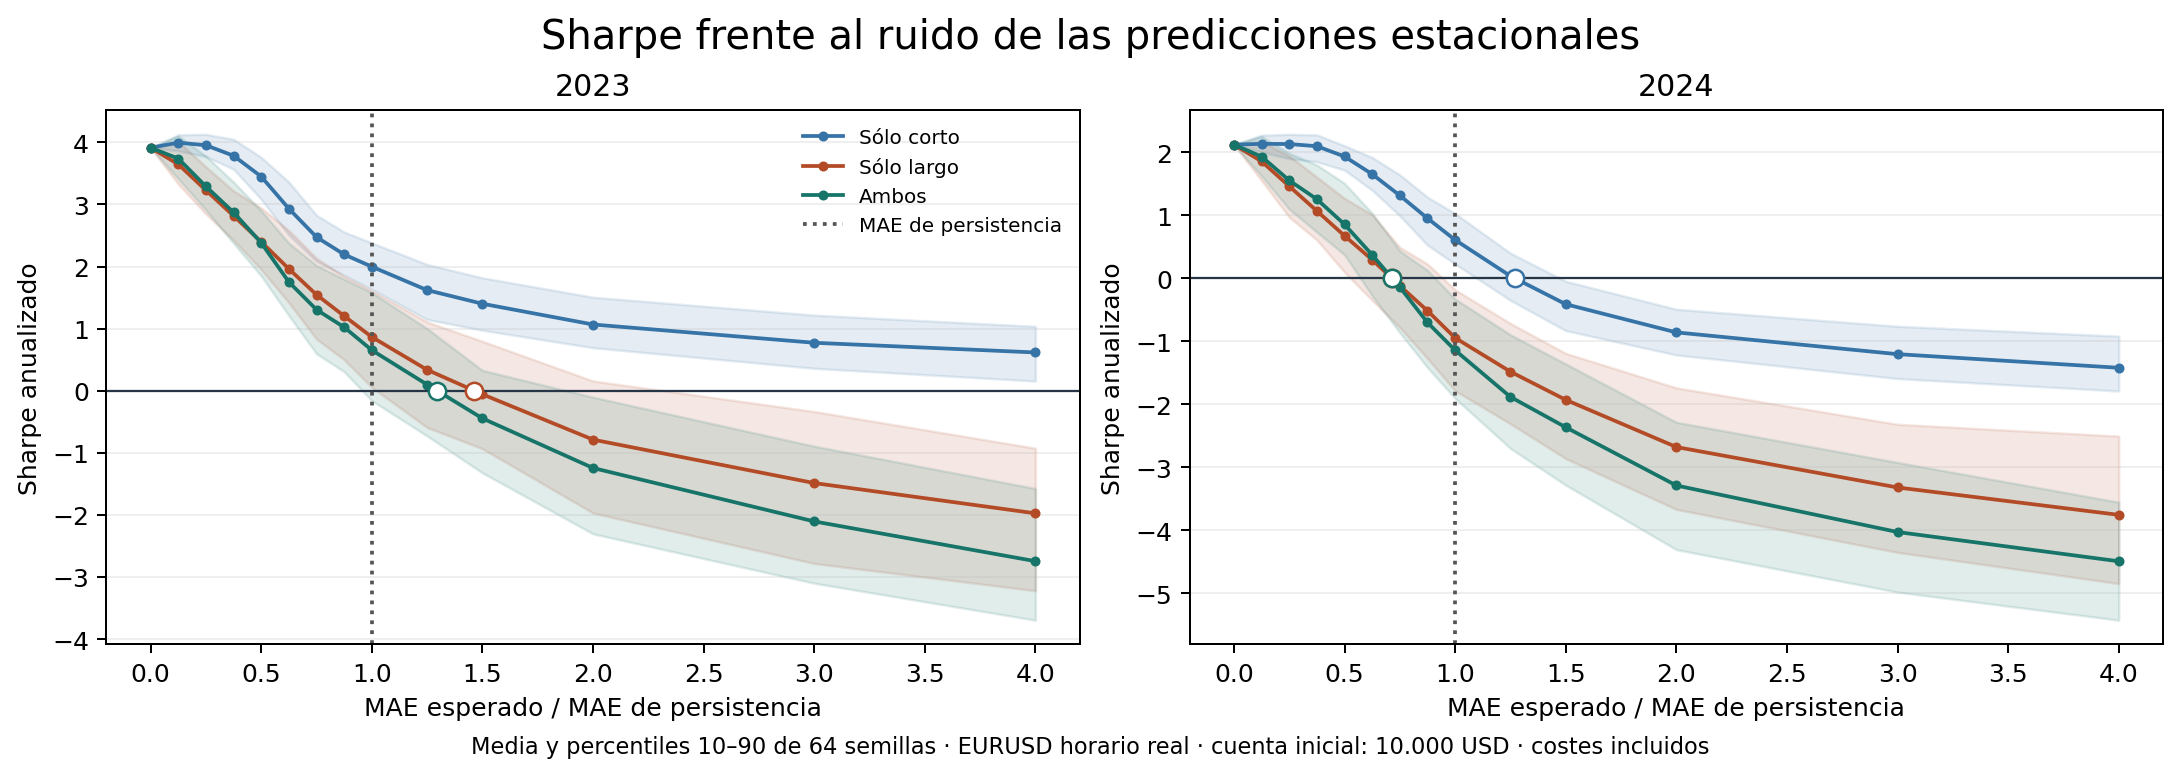 Sharpe frente al ruido de las predicciones estacionales
2023
Sharpe anualizado
4
3
2
1
0
−1
−2
−3
−4
Sólo corto
Sólo largo
Ambos
MAE de persistencia
0.0 0.5 1.0 1.5 2.0 2.5 3.0 3.5 4.0
MAE esperado / MAE de persistencia
2024
Sharpe anualizado
2
1
0
−1
−2
−3
−4
−5
0.0 0.5 1.0 1.5 2.0 2.5 3.0 3.5 4.0
MAE esperado / MAE de persistencia
Media y percentiles 10–90 de 64 semillas · EURUSD horario real · cuenta inicial: 10.000 USD · costes incluidos